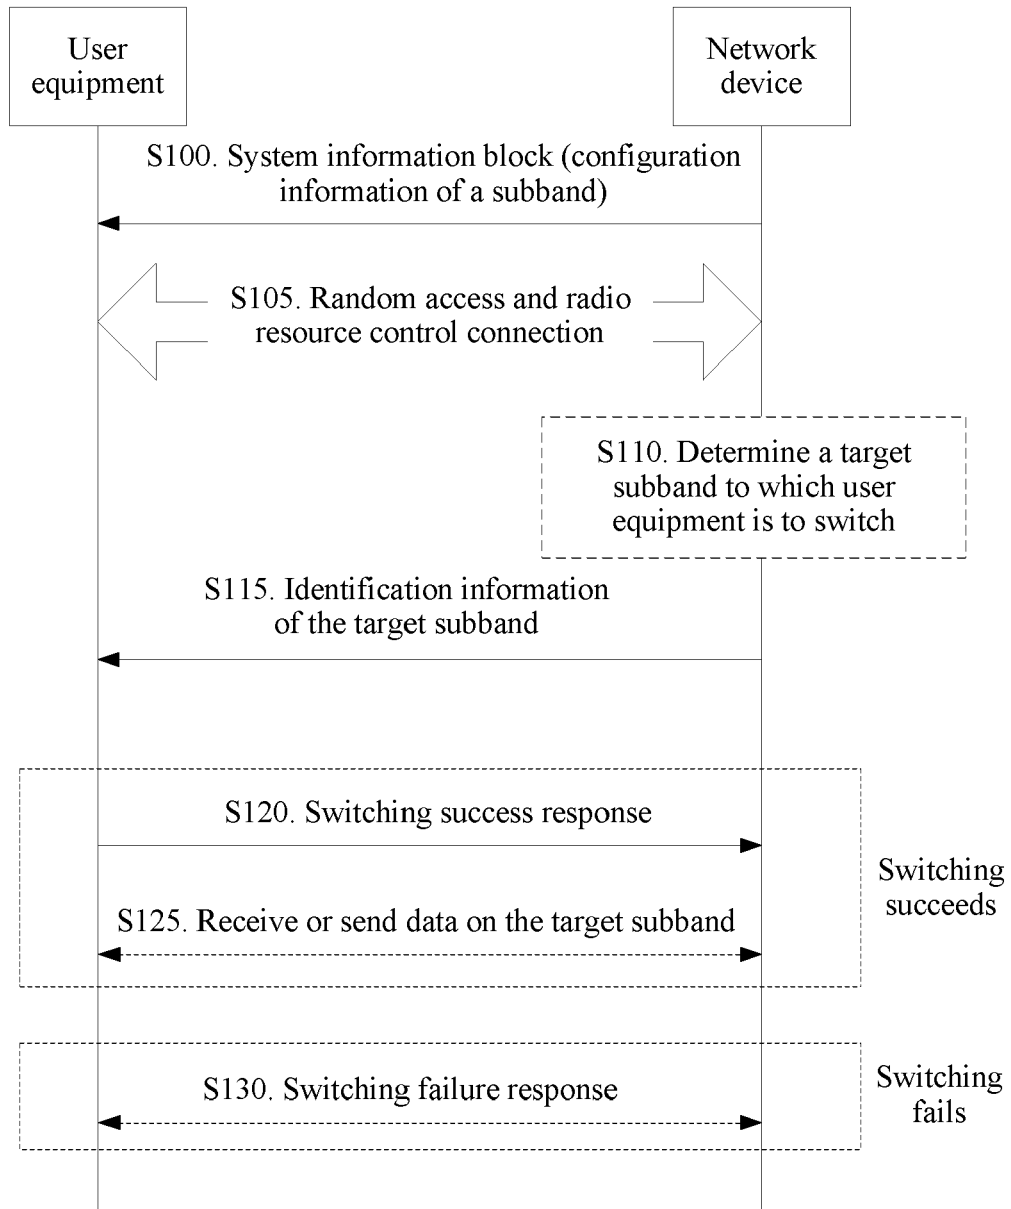 User
equipment
Network
device
S100. System information block (configuration
information of a subband)
S105. Random access and radio
resource control connection
S110. Determine a target
subband to which user
equipment is to switch
S115. Identification information
of the target subband
S120. Switching success response
Switching
succeeds
S125. Receive or send data on the target subband
S130. Switching failure response
Switching
fails